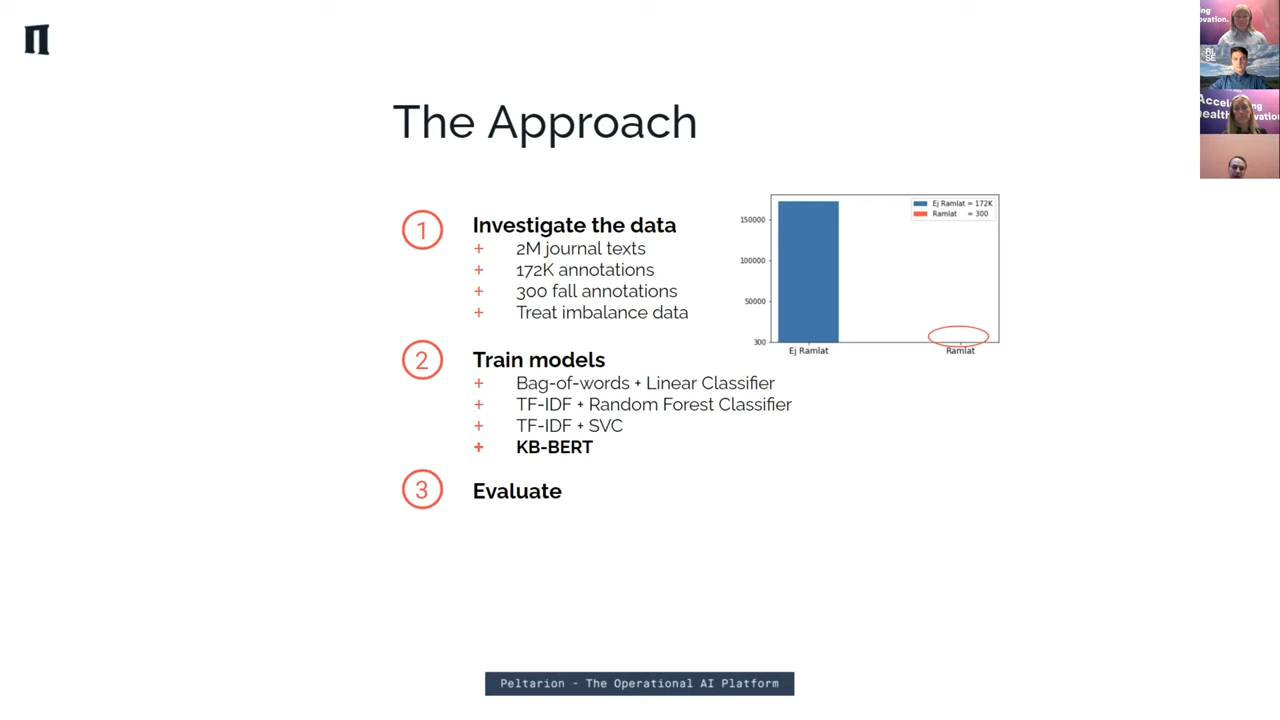 The Approach
1
Investigate the data
+ 2M journal texts
+ 172K annotations
+ 300 fall annotations
+ Treat imbalance data
150000
100000
50000
300
Ej Ramlat = 172K
Ramlat = 300
Ej Ramlat
Ramlat
2
Train models
+ Bag-of-words + Linear Classifier
+ TF-IDF + Random Forest Classifier
+ TF-IDF + SVC
+ KB-BERT
3
Evaluate
Peltarion - The Operational AI Platform
RI.
SE